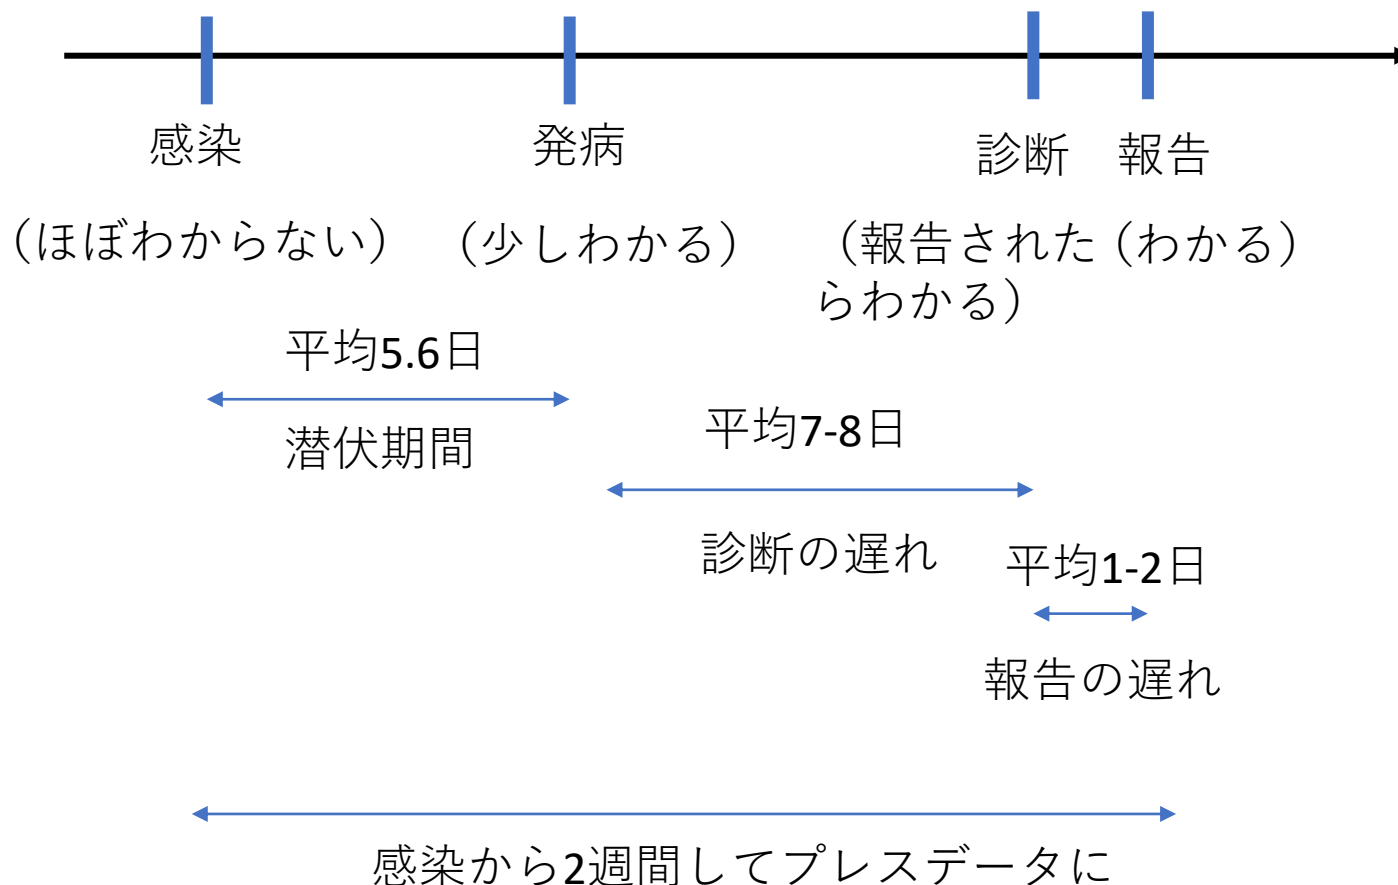 感染
発病
診断
報告
（ほぼわからない）
（少しわかる）
（報告された
らわかる）
（わかる）
平均5.6日
潜伏期間
平均7-8日
診断の遅れ
平均1-2日
報告の遅れ
感染から2週間してプレスデータに